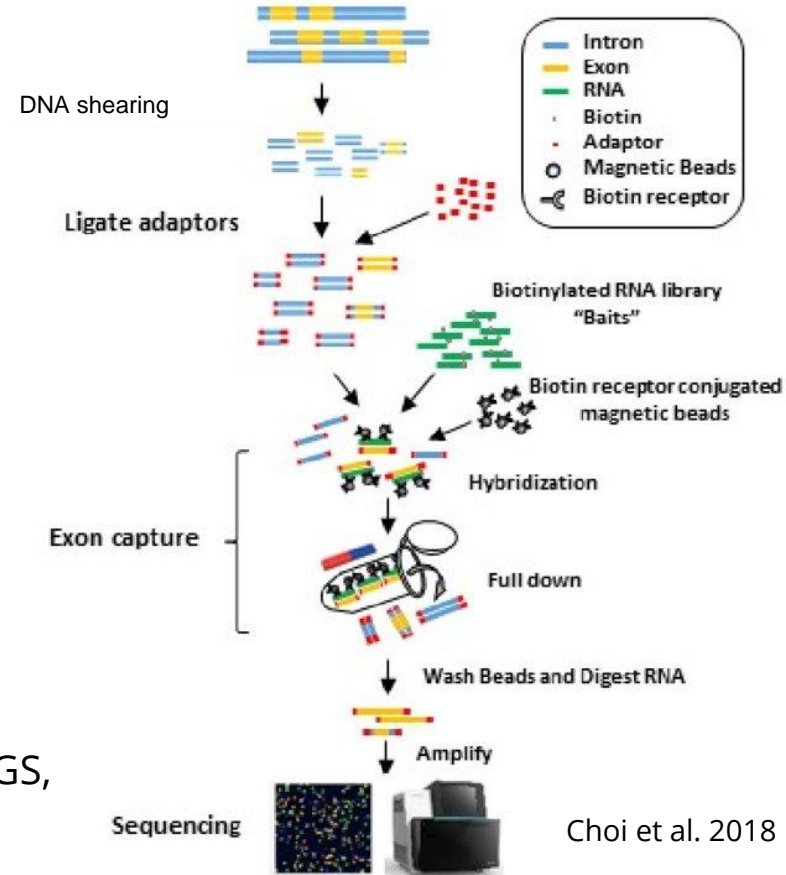 Intron
Exon
RNA
Biotin
Adaptor
Magnetic Beads
Biotin receptor
DNA shearing
Ligate adaptors
Biotinylated RNA library
"Baits"
Biotin receptor conjugated
magnetic beads
Hybridization
Exon capture
Full down
Wash Beads and Digest RNA
Amplify
GS,
Sequencing
Choi et al. 2018